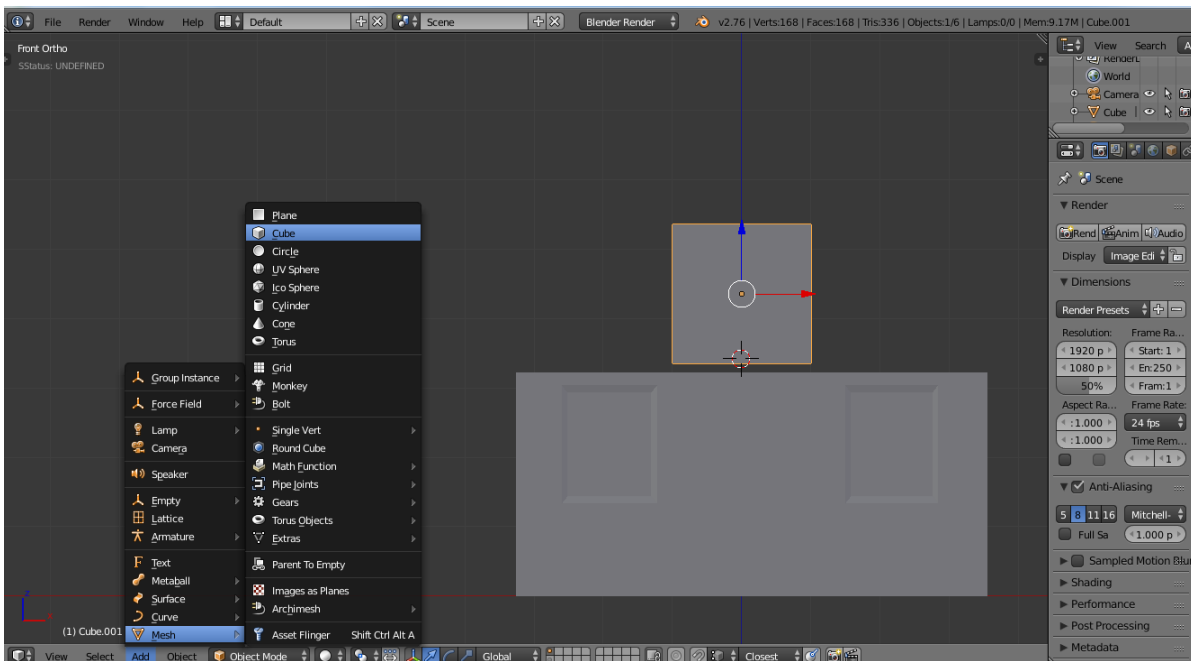 File Render Window Help Default Scene Blender Render v2.76 | Verts:168 | Faces:168 | Tris:336 | Objects:1/6 | Lamps:0/0 | Mem:9.17M | Cube.001
Front Ortho
SStatus: UNDEFINED
View Search A
RenderL
World
Camera
Cube
Scene
Render
Rend Anim Audio
Display Image Edi
Dimensions
Render Presets
Resolution: Frame Ra...
1920 p Start: 1
1080 p En:250
50% Fram:1
Aspect Ra... Frame Rate:
:1.000 24 fps
:1.000 Time Rem...
1
Anti-Aliasing
5 8 11 16 Mitchell-
Full Sa 1.000 p
Sampled Motion Blur
Shading
Performance
Post Processing
Metadata
Plane
Cube
Circle
UV Sphere
Ico Sphere
Cylinder
Cone
Torus
Grid
Monkey
Bolt
Single Vert
Round Cube
Math Function
Pipe Joints
Gears
Torus Objects
Extras
Parent To Empty
Images as Planes
Archimesh
Asset Flinger Shift Ctrl Alt A
Group Instance
Force Field
Lamp
Camera
Speaker
Empty
Lattice
Armature
Text
Metaball
Surface
Curve
Mesh
z
(1) Cube.001
View Select Add Object Object Mode Global Closest